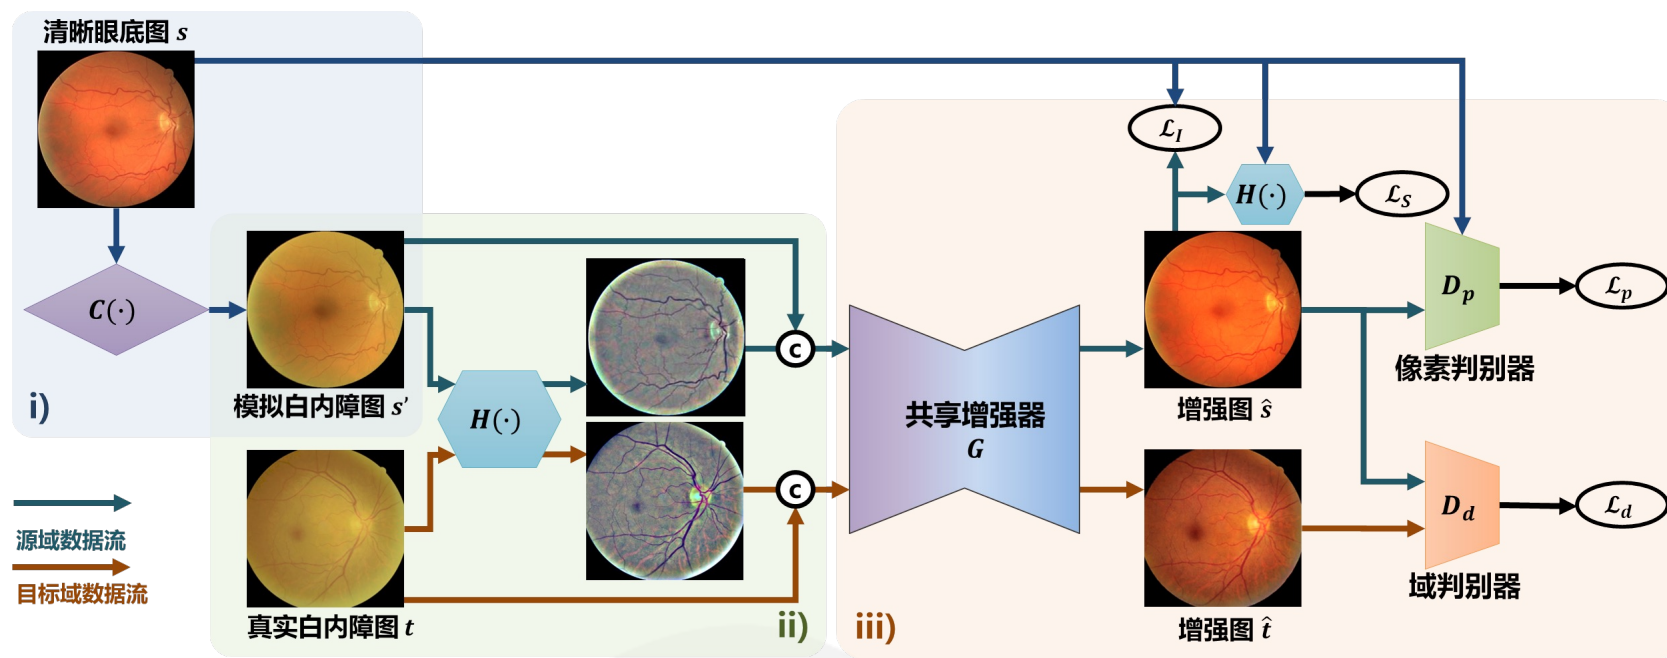 清晰眼底图 s
C(·)
i)
模拟白内障图 s’
H(·)
真实白内障图 t
ii)
源域数据流
目标域数据流
c
c
共享增强器
G
iii)
ℒI
H(·)
ℒS
增强图 ŝ
增强图 t̂
Dp
像素判别器
ℒp
Dd
域判别器
ℒd